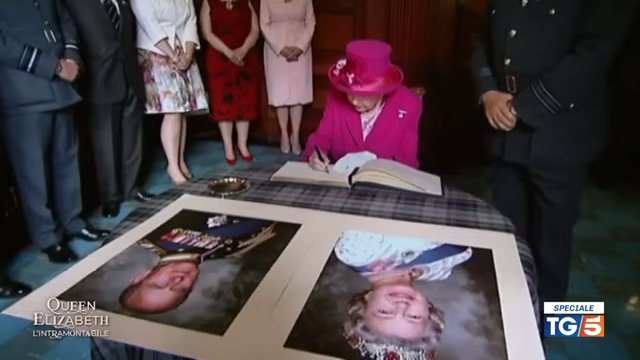 QUEEN
ELIZABETH
L'INTRAMONTABILE
SPECIALE
TG5